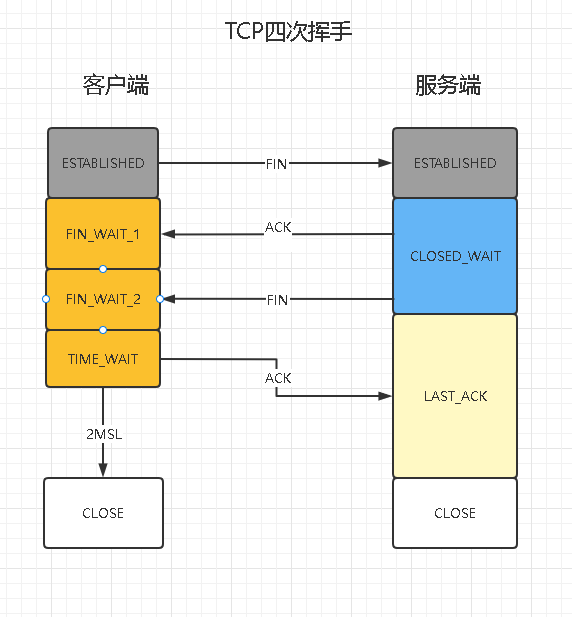 TCP四次挥手
客户端
服务端
ESTABLISHED
FIN
ESTABLISHED
FIN_WAIT_1
ACK
CLOSED_WAIT
FIN_WAIT_2
FIN
TIME_WAIT
ACK
LAST_ACK
2MSL
CLOSE
CLOSE